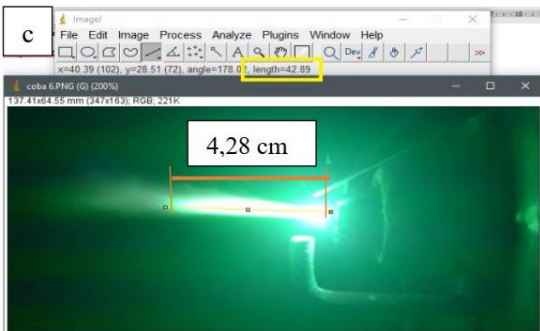 c
ImageJ
File Edit Image Process Analyze Plugins Window Help
Dev
x=40.39 (102), y=28.51 (72), angle=178.02, length=42.89
coba 6.PNG (G) (200%)
137.41x64.55 mm (347x163); RGB; 221K
4,28 cm